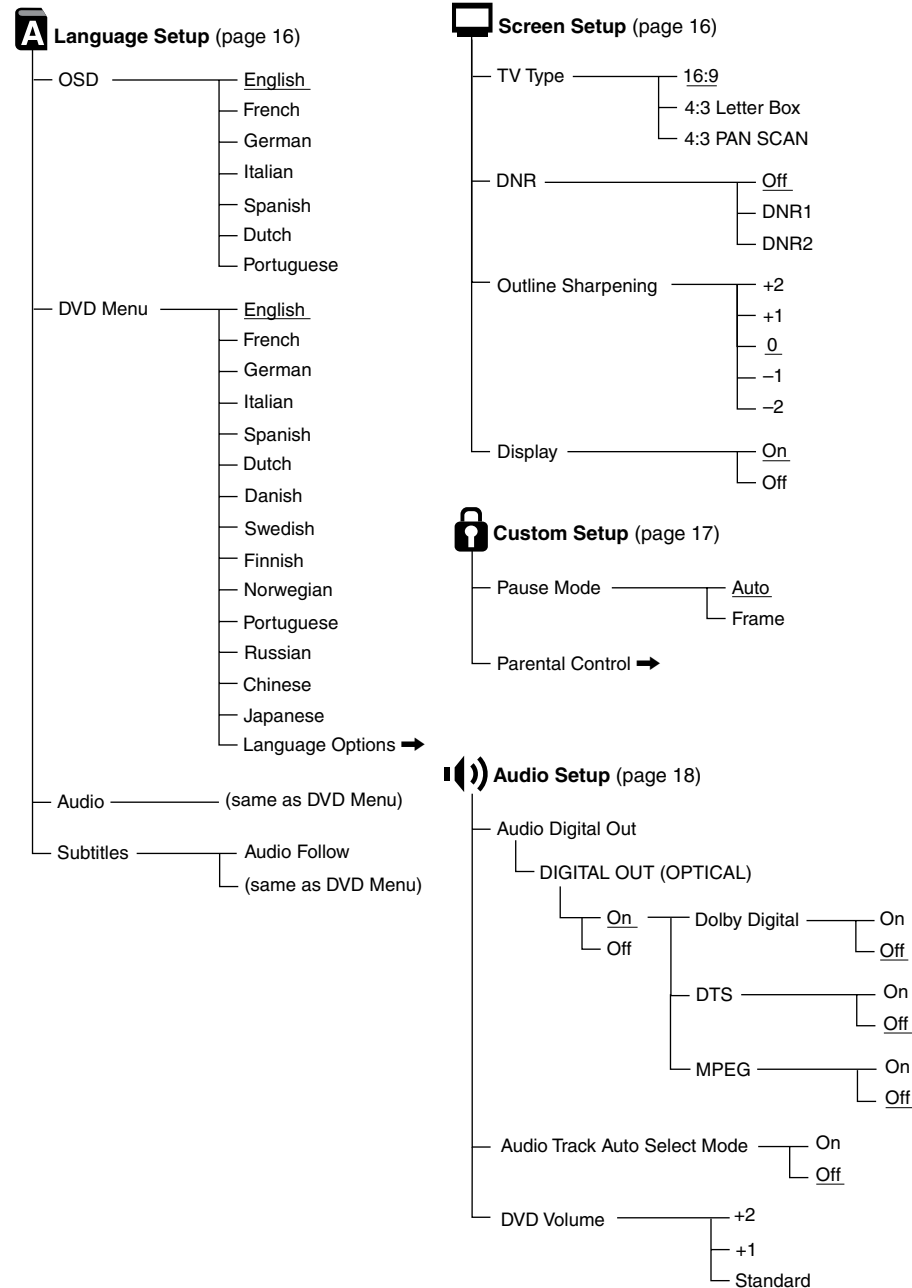 A Language Setup (page 16)
OSD
English
French
German
Italian
Spanish
Dutch
Portuguese
DVD Menu
English
French
German
Italian
Spanish
Dutch
Danish
Swedish
Finnish
Norwegian
Portuguese
Russian
Chinese
Japanese
Language Options ➡
Audio
(same as DVD Menu)
Subtitles
Audio Follow
(same as DVD Menu)
Screen Setup (page 16)
TV Type
16:9
4:3 Letter Box
4:3 PAN SCAN
DNR
Off
DNR1
DNR2
Outline Sharpening
+2
+1
0
–1
–2
Display
On
Off
Custom Setup (page 17)
Pause Mode
Auto
Frame
Parental Control ➡
Audio Setup (page 18)
Audio Digital Out
DIGITAL OUT (OPTICAL)
On
Off
Dolby Digital
On
Off
DTS
On
Off
MPEG
On
Off
Audio Track Auto Select Mode
On
Off
DVD Volume
+2
+1
Standard